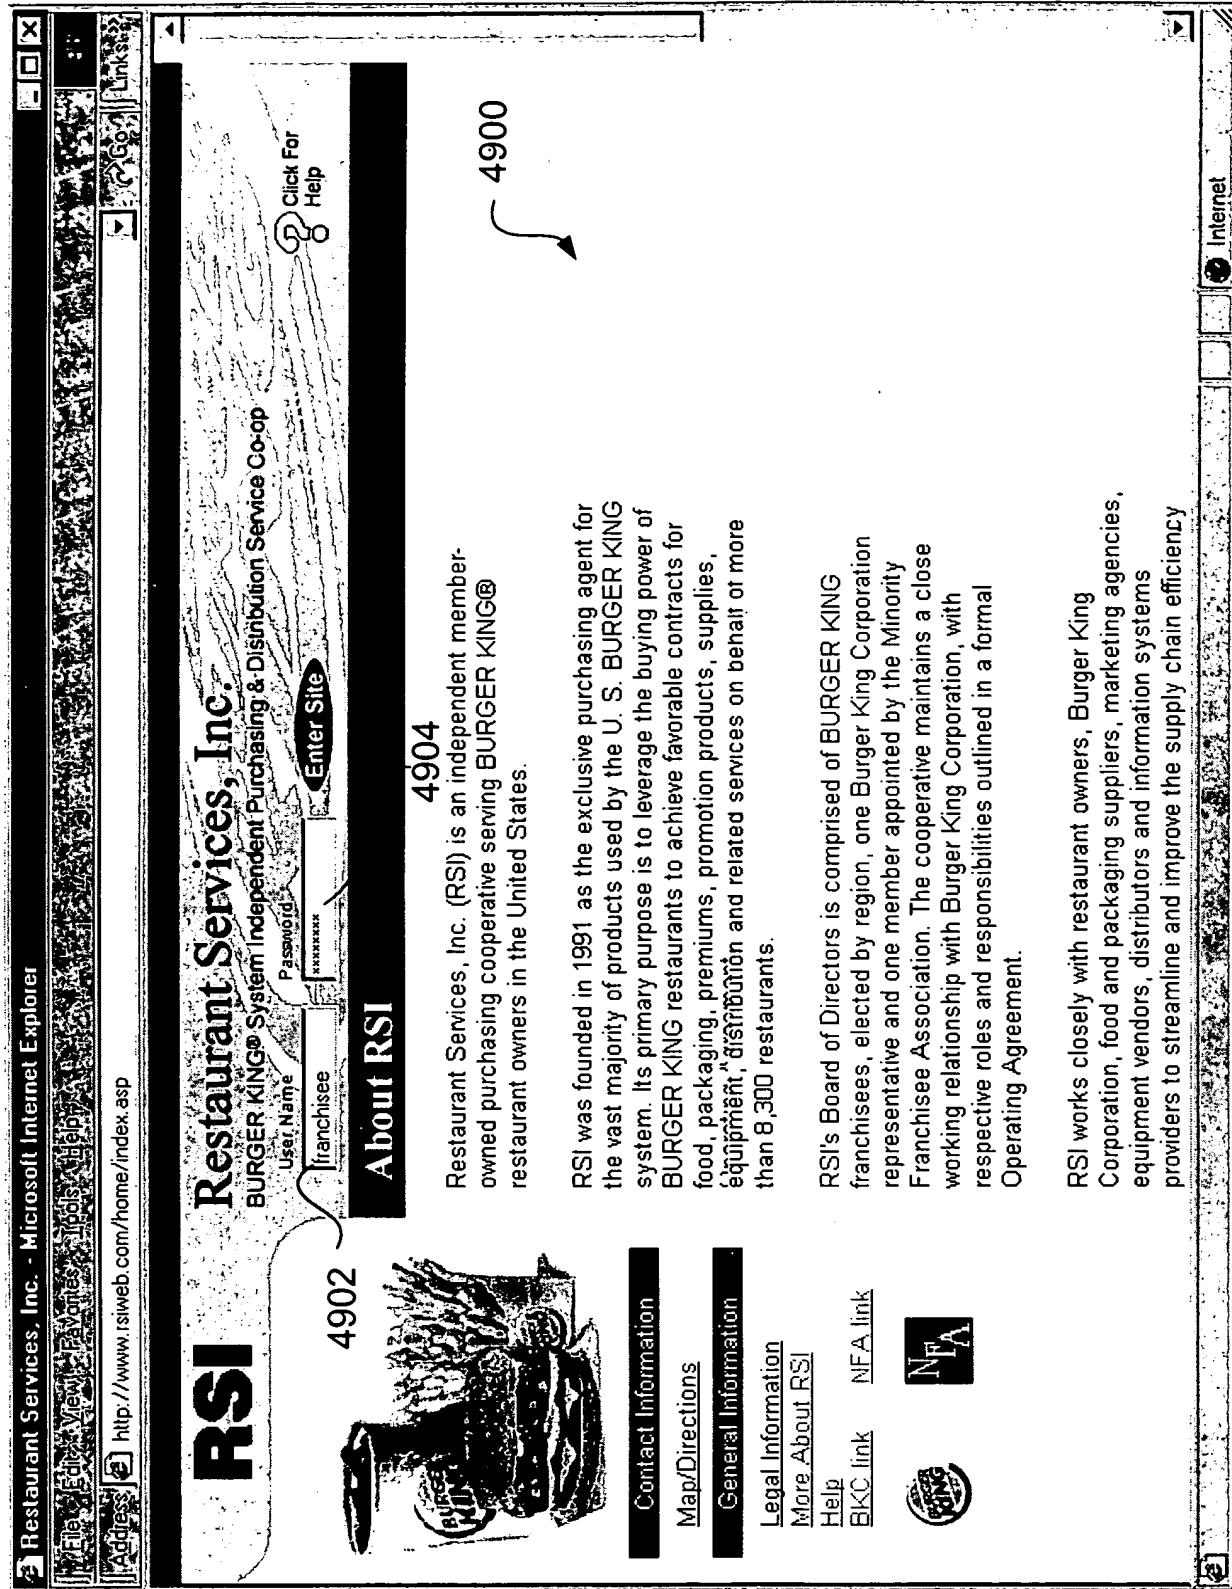 Restaurant Services, Inc. - Microsoft Internet Explorer
File Edit View Favorites Tools Help
Address http://www.rsiweb.com/home/index.asp Go Links
RSI
Restaurant Services, Inc.
BURGER KING® System Independent Purchasing & Distribution Service Co-op
User Name Password
franchisee xxxxxxxx Enter Site Click For
Help
4902
About RSI
4904
4900
BURGER
KING
Restaurant Services, Inc. (RSI) is an independent member-
owned purchasing cooperative serving BURGER KING®
restaurant owners in the United States.
RSI was founded in 1991 as the exclusive purchasing agent for
the vast majority of products used by the U. S. BURGER KING
system. Its primary purpose is to leverage the buying power of
BURGER KING restaurants to achieve favorable contracts for
food, packaging, premiums, promotion products, supplies,
equipment, distribution and related services on behalf of more
than 8,300 restaurants.
RSI's Board of Directors is comprised of BURGER KING
franchisees, elected by region, one Burger King Corporation
representative and one member appointed by the Minority
Franchisee Association. The cooperative maintains a close
working relationship with Burger King Corporation, with
respective roles and responsibilities outlined in a formal
Operating Agreement.
RSI works closely with restaurant owners, Burger King
Corporation, food and packaging suppliers, marketing agencies,
equipment vendors, distributors and information systems
providers to streamline and improve the supply chain efficiency
Contact Information
Map/Directions
General Information
Legal Information
More About RSI
Help
BKC link NFA link
BURGER
KING
NFA
Internet